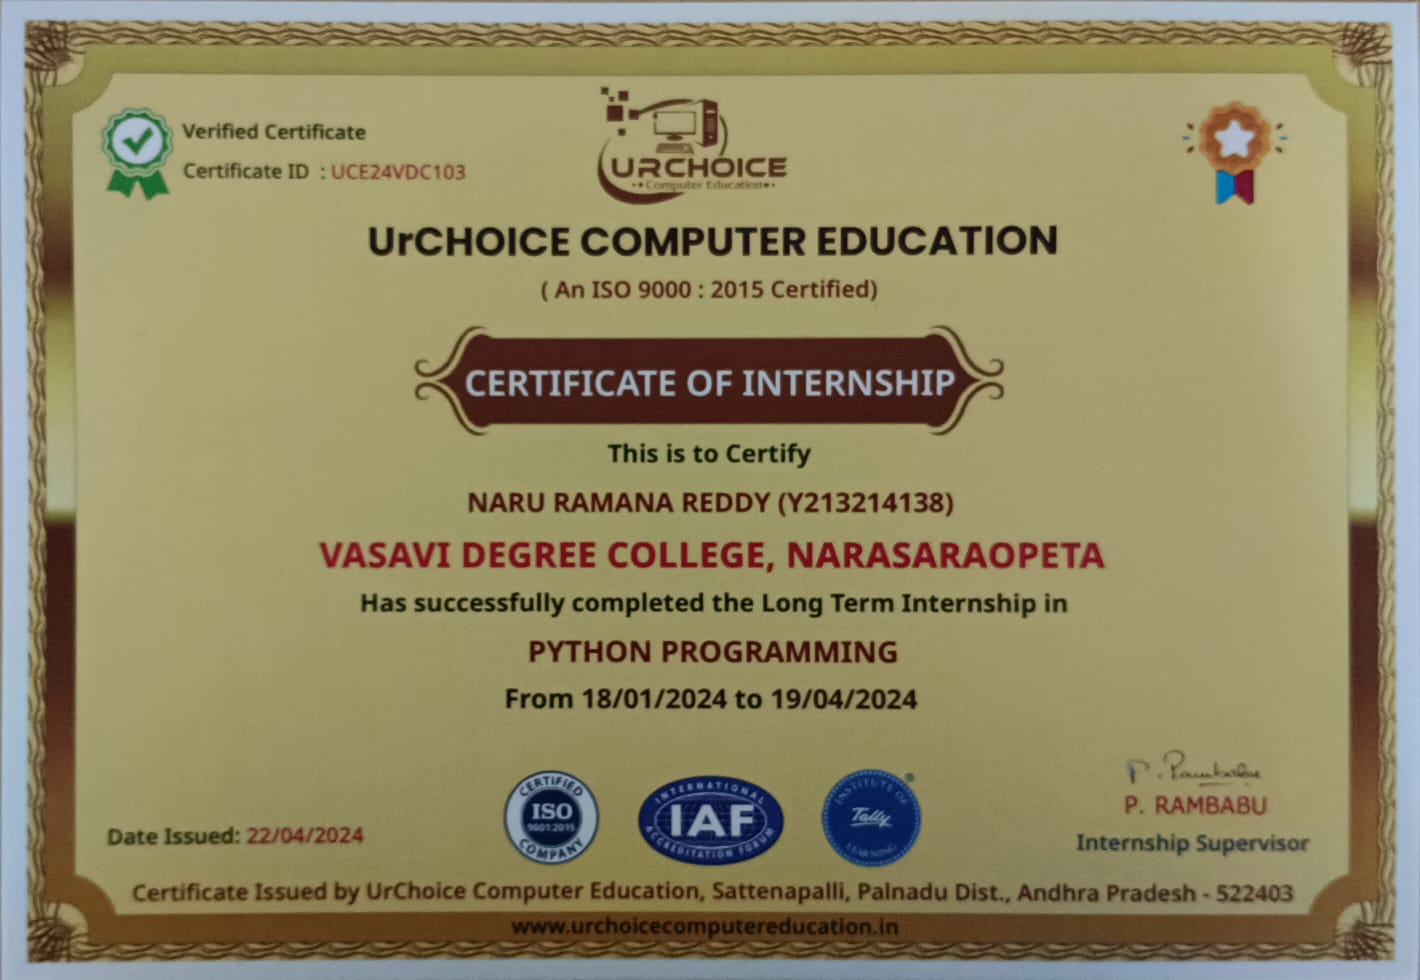 Verified Certificate
Certificate ID : UCE24VDC103
URCHOICE
Computer Education
UrCHOICE COMPUTER EDUCATION
( An ISO 9000 : 2015 Certified)
CERTIFICATE OF INTERNSHIP
This is to Certify
NARU RAMANA REDDY (Y213214138)
VASAVI DEGREE COLLEGE, NARASARAOPETA
Has successfully completed the Long Term Internship in
PYTHON PROGRAMMING
From 18/01/2024 to 19/04/2024
CERTIFIED
ISO
9001:2015
COMPANY
INTERNATIONAL
IAF
ACCREDITATION FORUM
INSTITUTE OF
Tally
LEARNING
P. Rambabu
P. RAMBABU
Internship Supervisor
Date Issued: 22/04/2024
Certificate Issued by UrChoice Computer Education, Sattenapalli, Palnadu Dist., Andhra Pradesh - 522403
www.urchoicecomputereducation.in